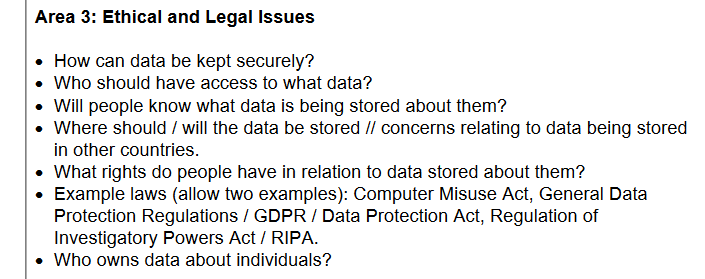 Area 3: Ethical and Legal Issues
• How can data be kept securely?
• Who should have access to what data?
• Will people know what data is being stored about them?
• Where should / will the data be stored // concerns relating to data being stored
in other countries.
• What rights do people have in relation to data stored about them?
• Example laws (allow two examples): Computer Misuse Act, General Data
Protection Regulations / GDPR / Data Protection Act, Regulation of
Investigatory Powers Act / RIPA.
• Who owns data about individuals?